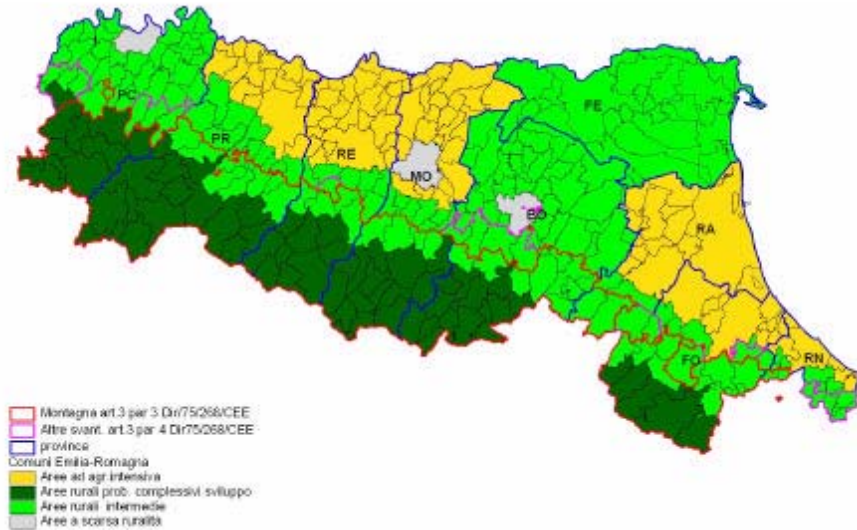 PC
PR
RE
MO
FE
BO
RA
FO
RN
Montagna art.3 par 3 Dir/75/268/CEE
Altre svant. art.3 par 4 Dir75/268/CEE
province
Comuni Emilia-Romagna
Aree ad agr.intensiva
Aree rurali prob. complessivi sviluppo
Aree rurali intermedie
Aree a scarsa ruralità